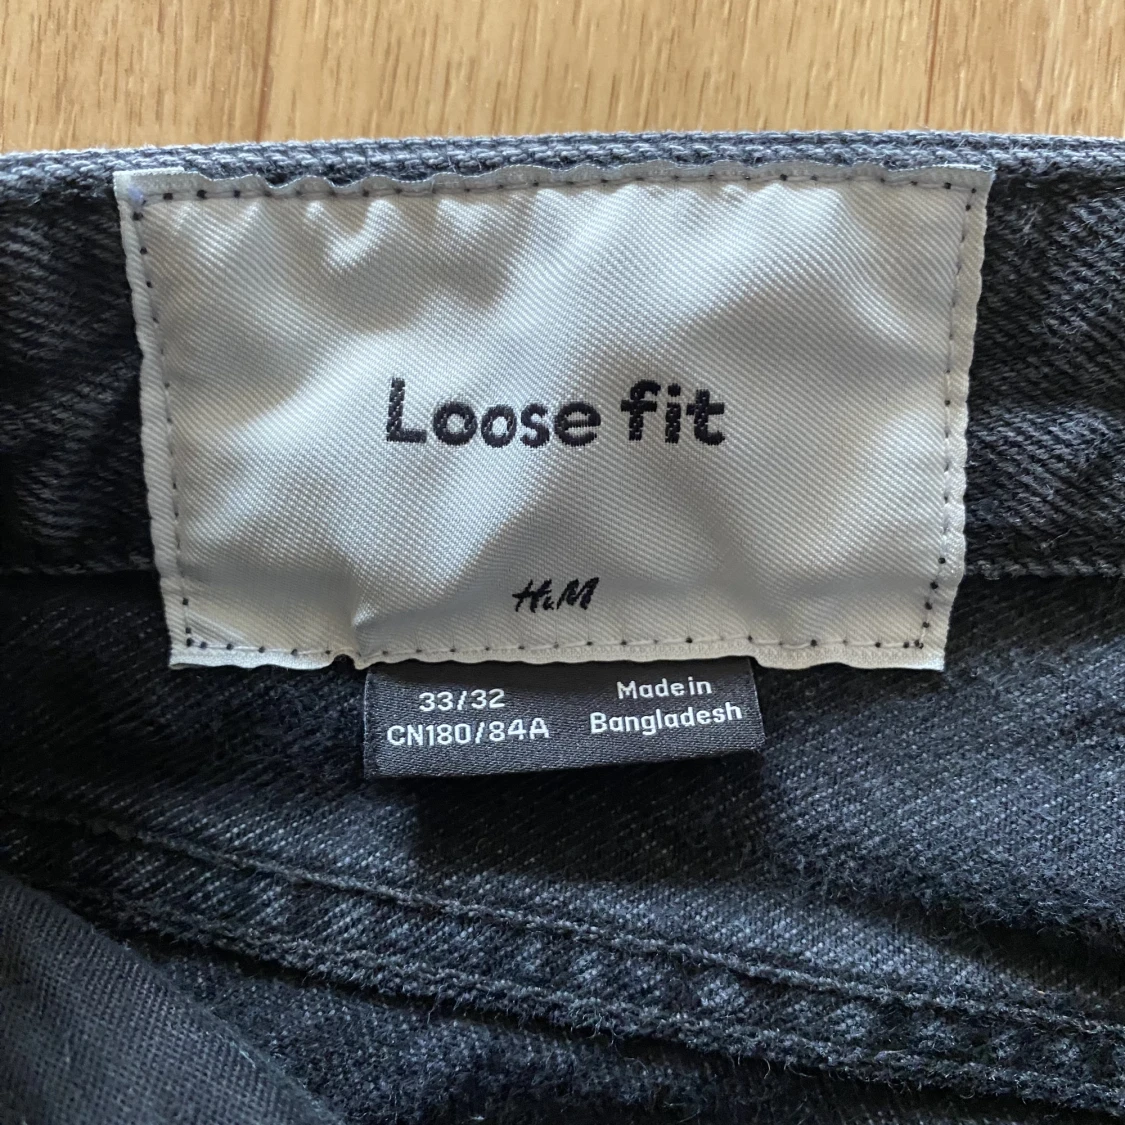 Loose fit
H&M
33/32
CN180/84A
Made in
Bangladesh